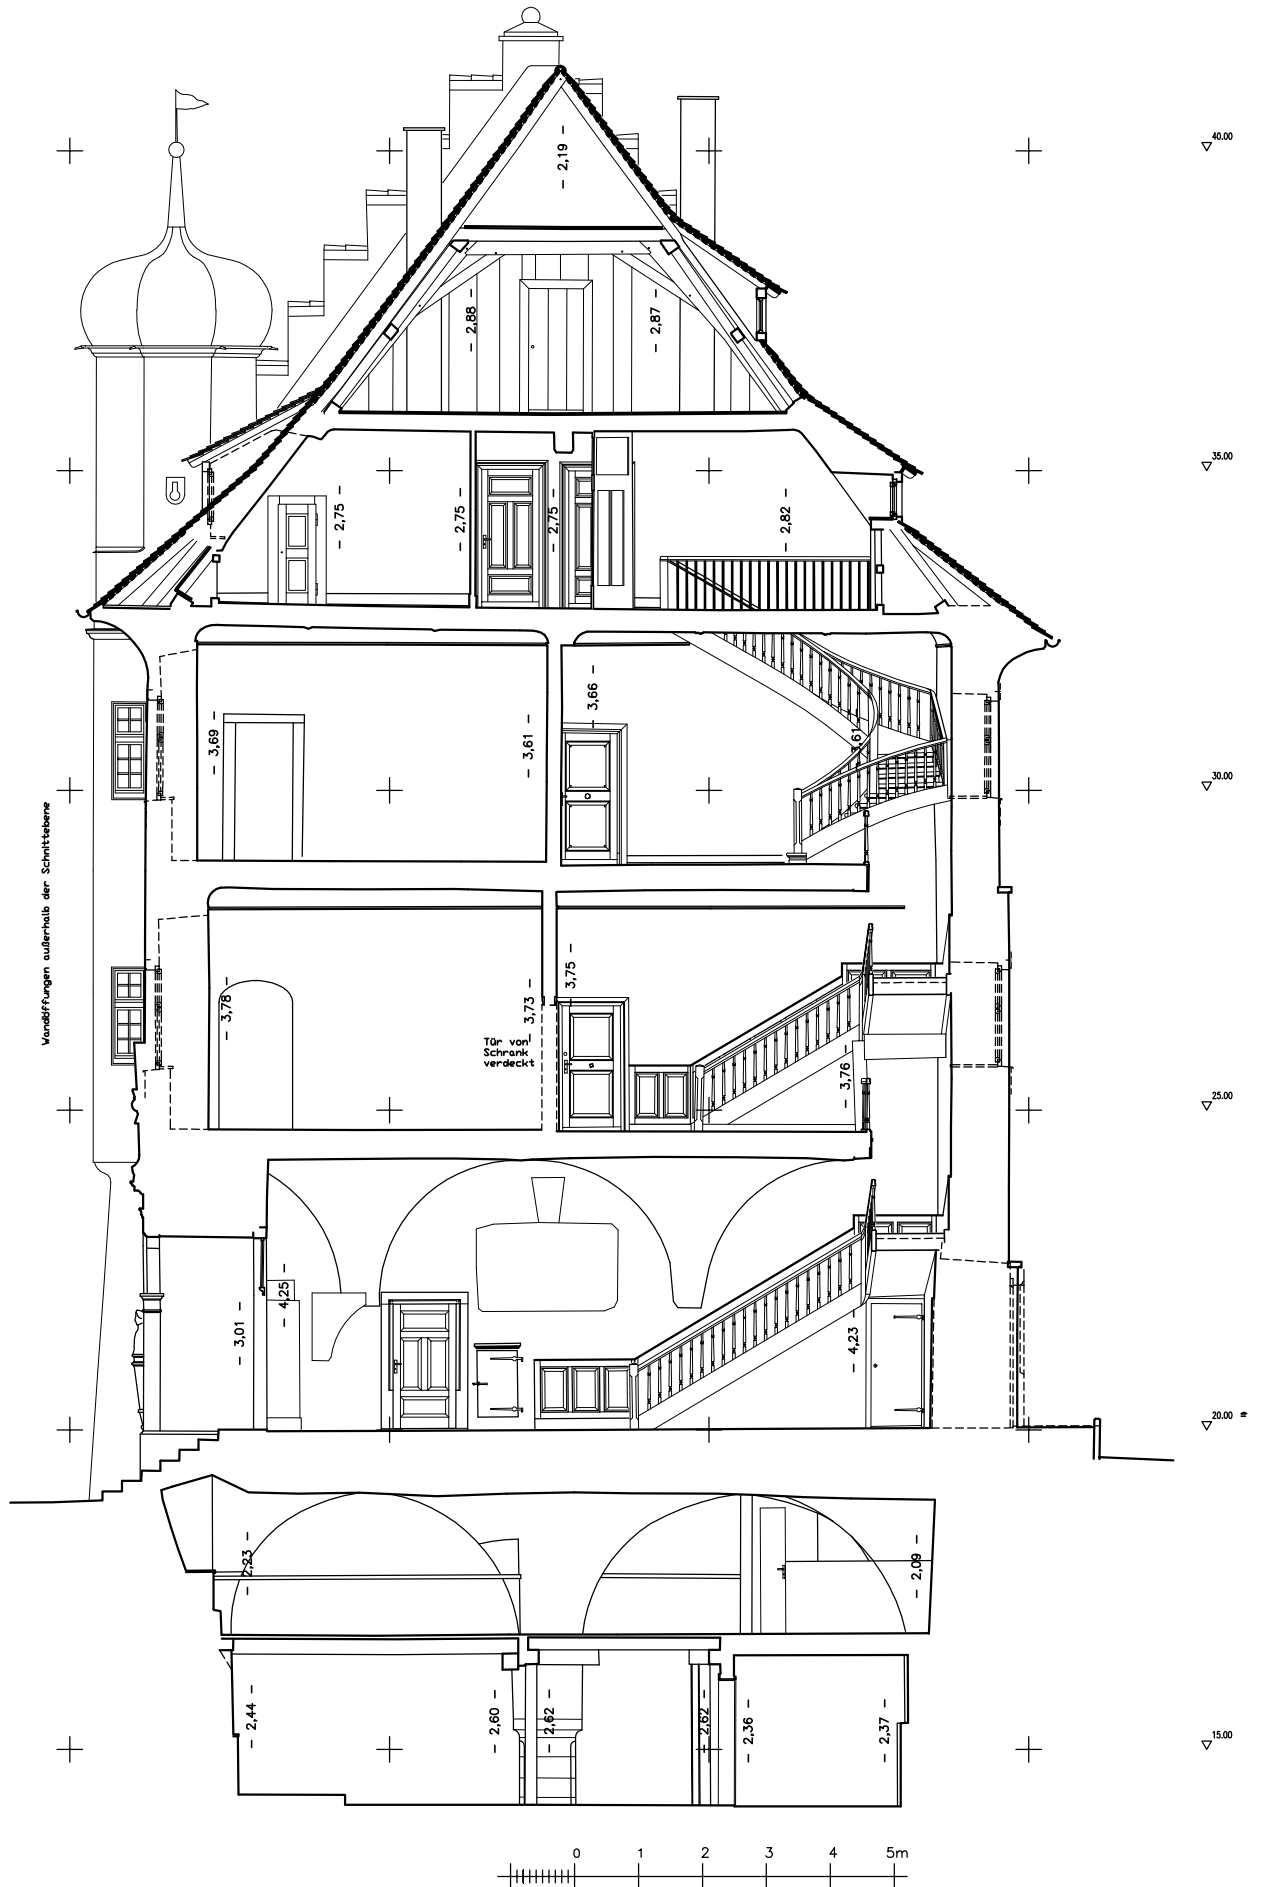 40.00
- 2,19 -
- 2,88 -
- 2,87 -
35.00
- 2,75 -
- 2,75 -
- 2,75 -
- 2,82 -
- 3,66 -
- 3,69 -
- 3,61 -
3,61
30.00
Wandöffungen außerhalb der Schnittebene
- 3,78 -
- 3,73 -
- 3,75 -
Tür von
Schrank
verdeckt
- 3,76 -
25.00
- 4,25 -
- 3,01 -
- 4,23 -
20.00
- 2,23 -
- 2,09 -
- 2,44 -
- 2,60 -
- 2,62 -
- 2,62 -
- 2,36 -
- 2,37 -
15.00
0 1 2 3 4 5m